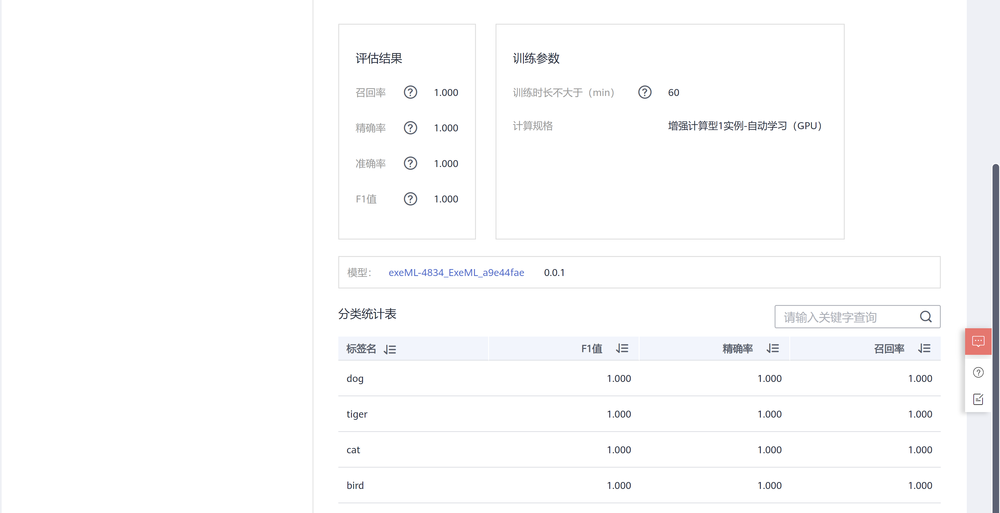 评估结果
召回率 1.000
精确率 1.000
准确率 1.000
F1值 1.000
训练参数
训练时长不大于（min） 60
计算规格 增强计算型1实例-自动学习（GPU）
模型： exeML-4834_ExeML_a9e44fae 0.0.1
分类统计表
请输入关键字查询
标签名 F1值 精确率 召回率
dog 1.000 1.000 1.000
tiger 1.000 1.000 1.000
cat 1.000 1.000 1.000
bird 1.000 1.000 1.000